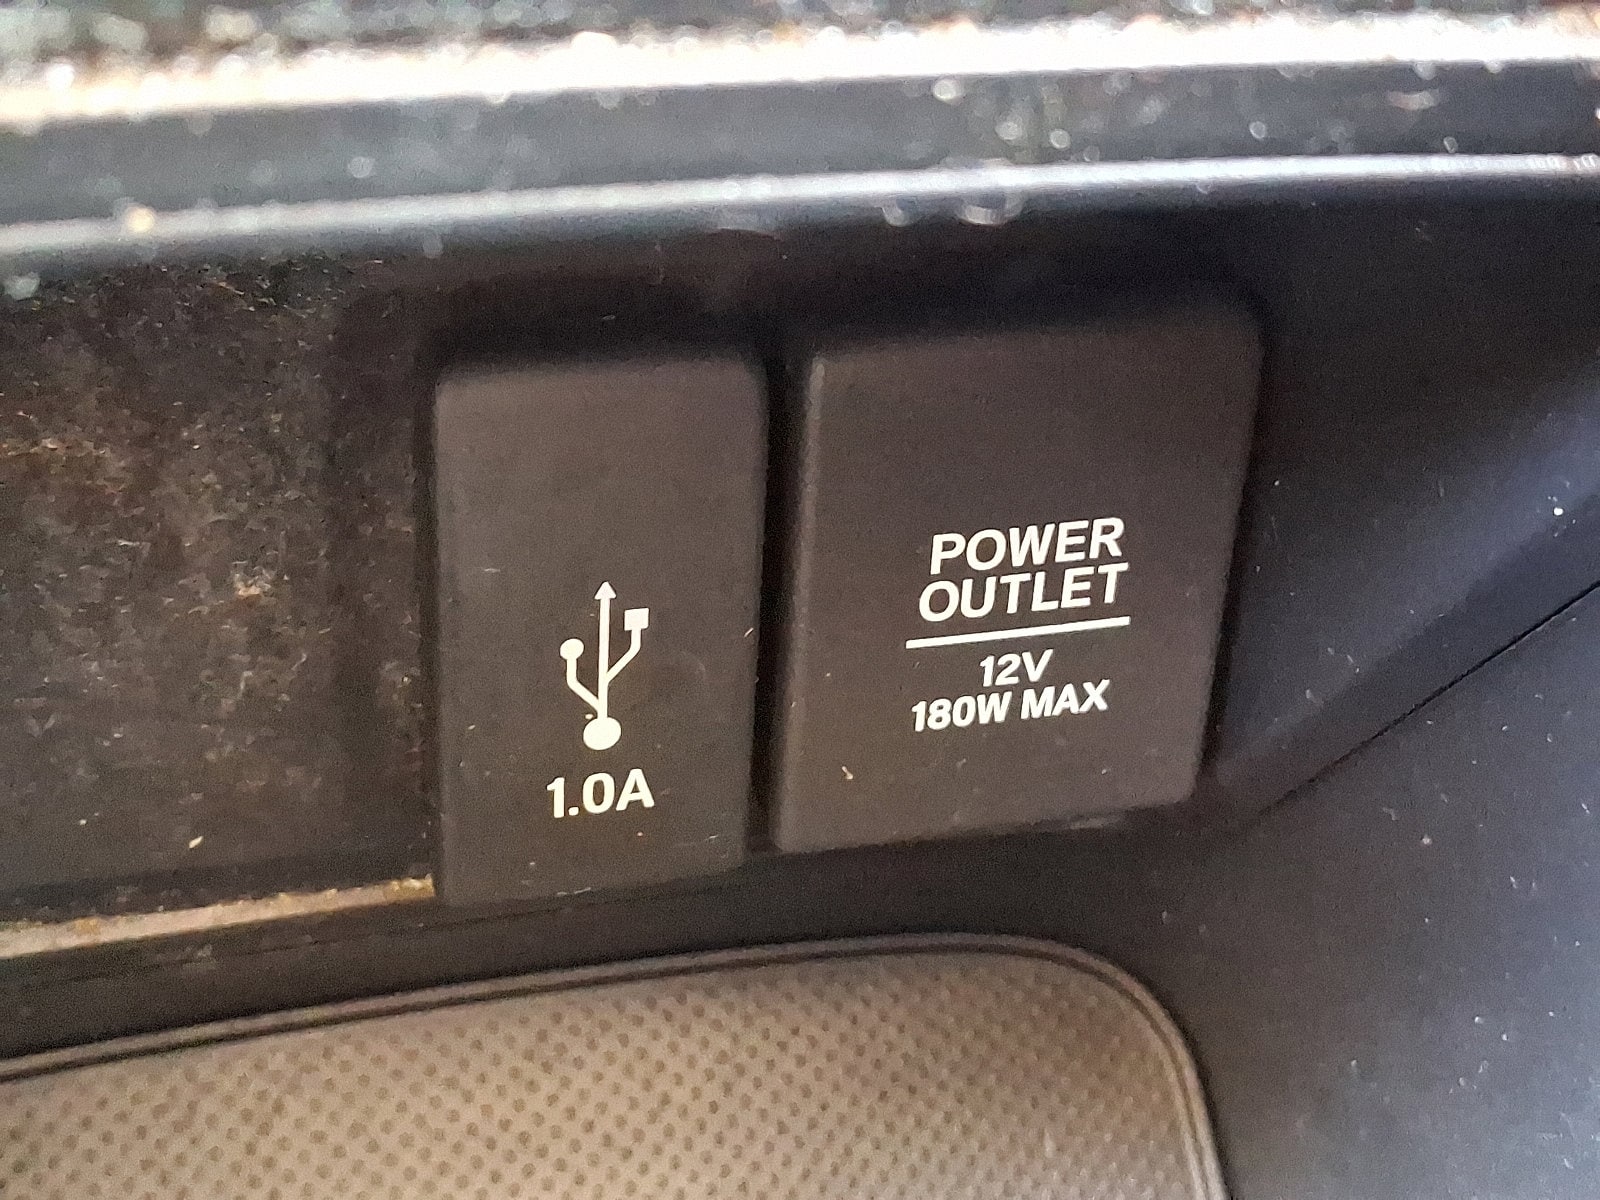 1.0A
POWER
OUTLET
12V
180W MAX